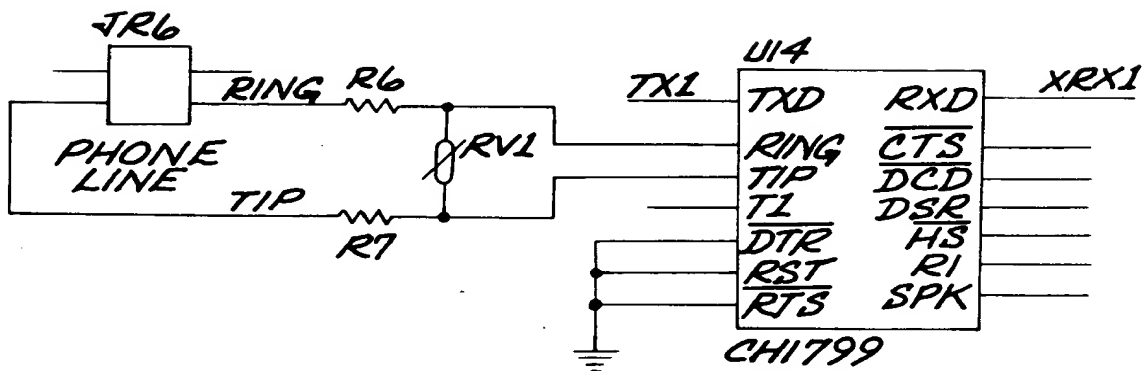 JR6
RING
R6
PHONE
LINE
TIP
R7
RV1
U14
TX1
TXD
RING
TIP
T1
DTR
RST
RTS
RXD
XRX1
CTS
DCD
DSR
HS
RI
SPK
CH1799